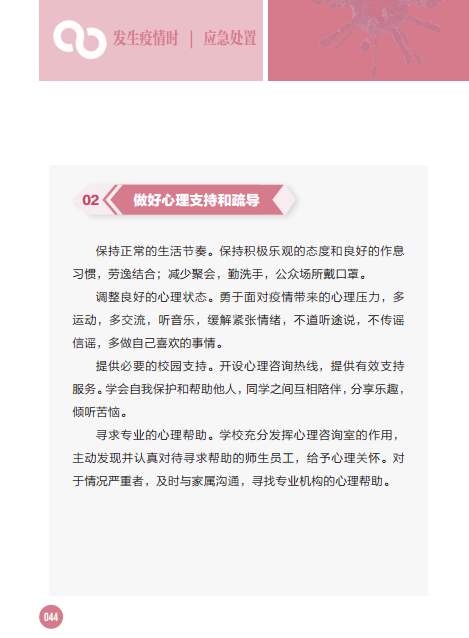 发生疫情时 | 应急处置
02 做好心理支持和疏导
保持正常的生活节奏。保持积极乐观的态度和良好的作息
习惯，劳逸结合；减少聚会，勤洗手，公众场所戴口罩。
调整良好的心理状态。勇于面对疫情带来的心理压力，多
运动，多交流，听音乐，缓解紧张情绪，不道听途说，不传谣
信谣，多做自己喜欢的事情。
提供必要的校园支持。开设心理咨询热线，提供有效支持
服务。学会自我保护和帮助他人，同学之间互相陪伴，分享乐趣，
倾听苦恼。
寻求专业的心理帮助。学校充分发挥心理咨询室的作用，
主动发现并认真对待寻求帮助的师生员工，给予心理关怀。对
于情况严重者，及时与家属沟通，寻找专业机构的心理帮助。
044